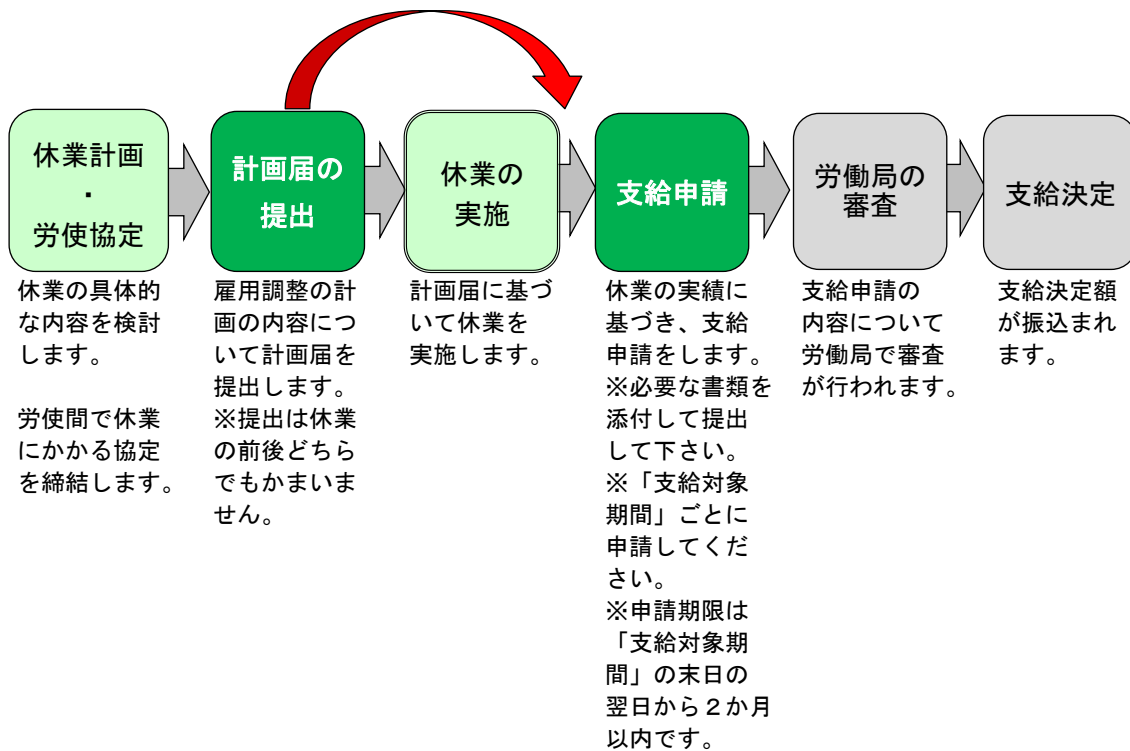 休業計画
・
労使協定
計画届の
提出
休業の
実施
支給申請
労働局の
審査
支給決定
休業の具体的
な内容を検討
します。
労使間で休業
にかかる協定
を締結します。
雇用調整の計
画の内容につ
いて計画届を
提出します。
※提出は休業
の前後どちら
でもかまいま
せん。
計画届に基づ
いて休業を
実施します。
休業の実績に
基づき、支給
申請をします。
※必要な書類を
添付して提出
して下さい。
※「支給対象
期間」ごとに
申請してくだ
さい。
※申請期限は
「支給対象期
間」の末日の
翌日から２か月
以内です。
支給申請の
内容について
労働局で審査
が行われます。
支給決定額
が振込まれ
ます。